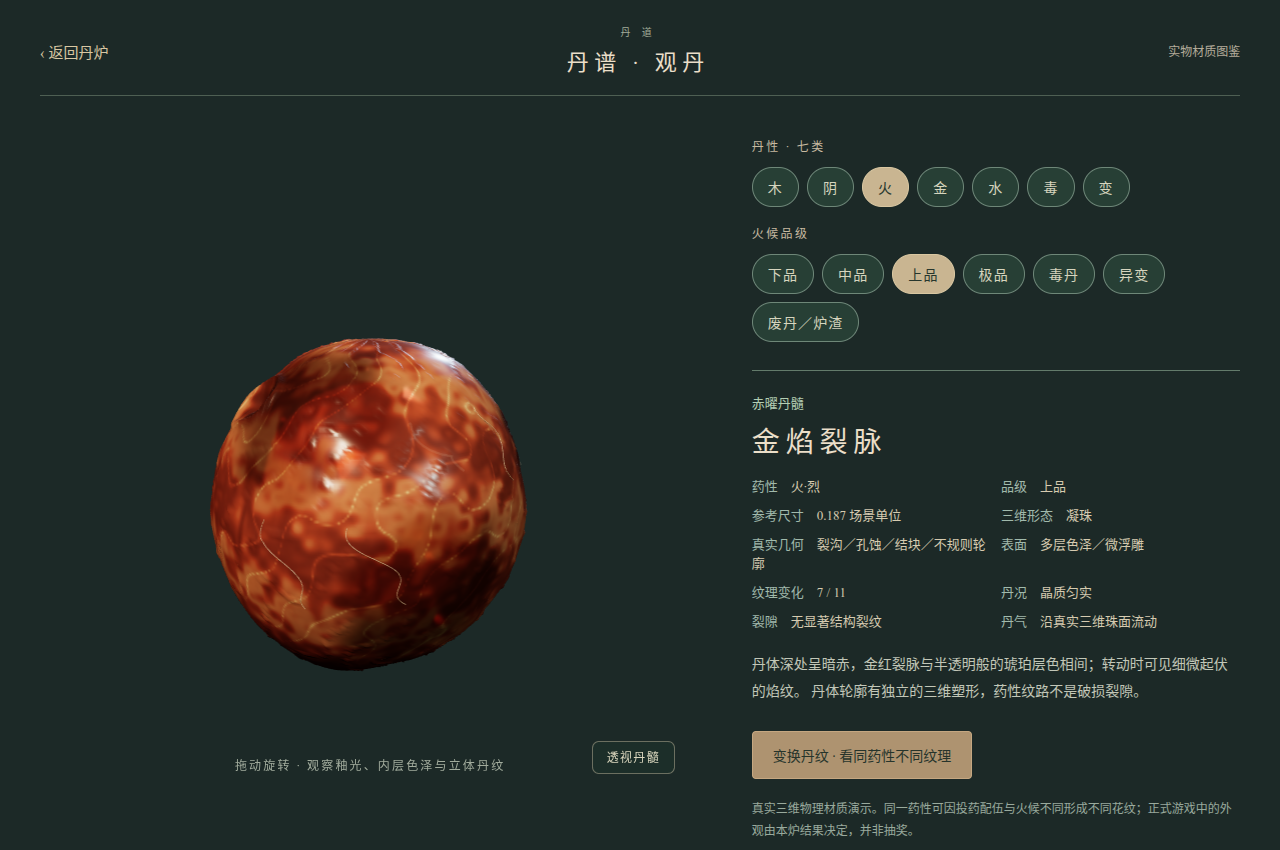 丹 道
‹ 返回丹炉
丹谱 · 观丹
实物材质图鉴
丹性 · 七类
木 阴 火 金 水 毒 变
火候品级
下品 中品 上品 极品 毒丹 异变
废丹／炉渣
赤曜丹髓
金焰裂脉
药性 火·烈 品级 上品
参考尺寸 0.187 场景单位 三维形态 凝珠
真实几何 裂沟／孔蚀／结块／不规则轮 表面 多层色泽／微浮雕
廓
纹理变化 7 / 11 丹况 晶质匀实
裂隙 无显著结构裂纹 丹气 沿真实三维珠面流动
丹体深处呈暗赤，金红裂脉与半透明般的琥珀层色相间；转动时可见细微起伏
的焰纹。 丹体轮廓有独立的三维塑形，药性纹路不是破损裂隙。
变换丹纹 · 看同药性不同纹理
透视丹髓
拖动旋转 · 观察釉光、内层色泽与立体丹纹
真实三维物理材质演示。同一药性可因投药配伍与火候不同形成不同花纹；正式游戏中的外
观由本炉结果决定，并非抽奖。